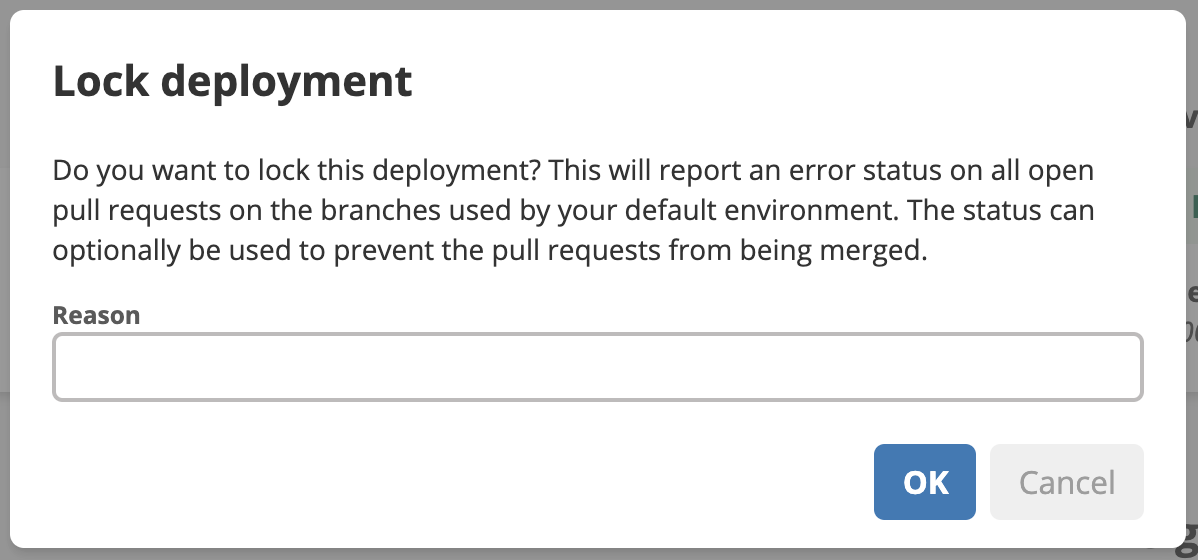 Lock deployment
Do you want to lock this deployment? This will report an error status on all open
pull requests on the branches used by your default environment. The status can
optionally be used to prevent the pull requests from being merged.
Reason
OK
Cancel